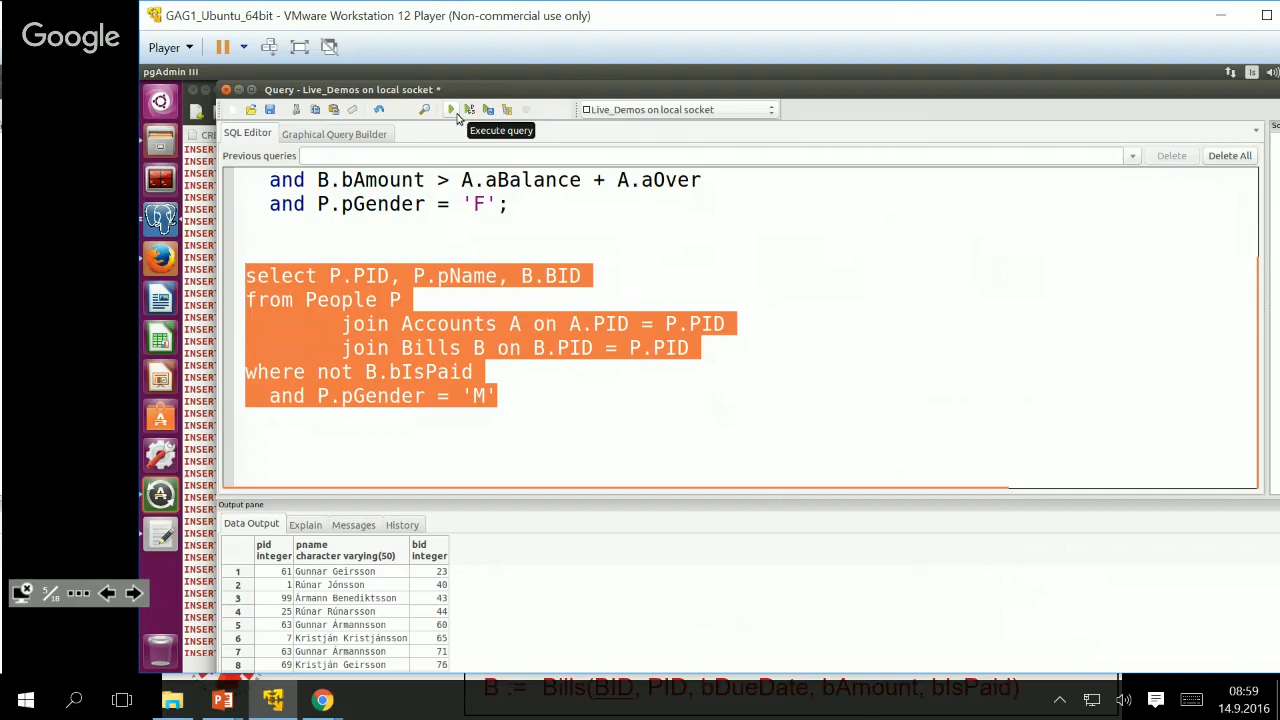 GAG1_Ubuntu_64bit - VMware Workstation 12 Player (Non-commercial use only)
Google
Player
pgAdmin III
Is
Query - Live_Demos on local socket *
Live_Demos on local socket
CRE
Execute query
SQL Editor
Graphical Query Builder
Previous queries
Delete
Delete All
INSERT
and B.bAmount > A.aBalance + A.aOver
and P.pGender = 'F';
select P.PID, P.pName, B.BID
from People P
join Accounts A on A.PID = P.PID
join Bills B on B.PID = P.PID
where not B.bIsPaid
and P.pGender = 'M'
Output pane
Data Output
Explain
Messages
History
pid integer pname character varying(50) bid integer
1 61 Gunnar Geirsson 23
2 1 Rúnar Jónsson 40
3 99 Ármann Benediktsson 43
4 25 Rúnar Rúnarsson 44
5 63 Gunnar Ármannsson 60
6 7 Kristján Kristjánsson 65
7 63 Gunnar Ármannsson 71
8 69 Kristján Geirsson 76
5/18
B := Bills(BID, PID, bDueDate, bAmount, bIsPaid)
08:59
14.9.2016